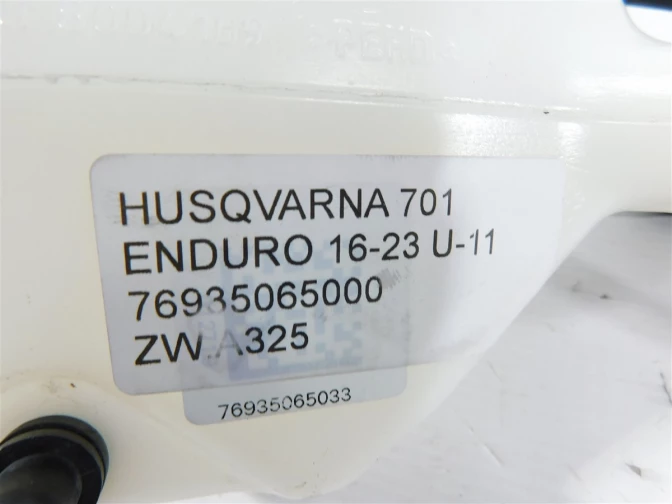 HUSQVARNA 701
ENDURO 16-23 U-11
76935065000
ZW.A325
76935065033